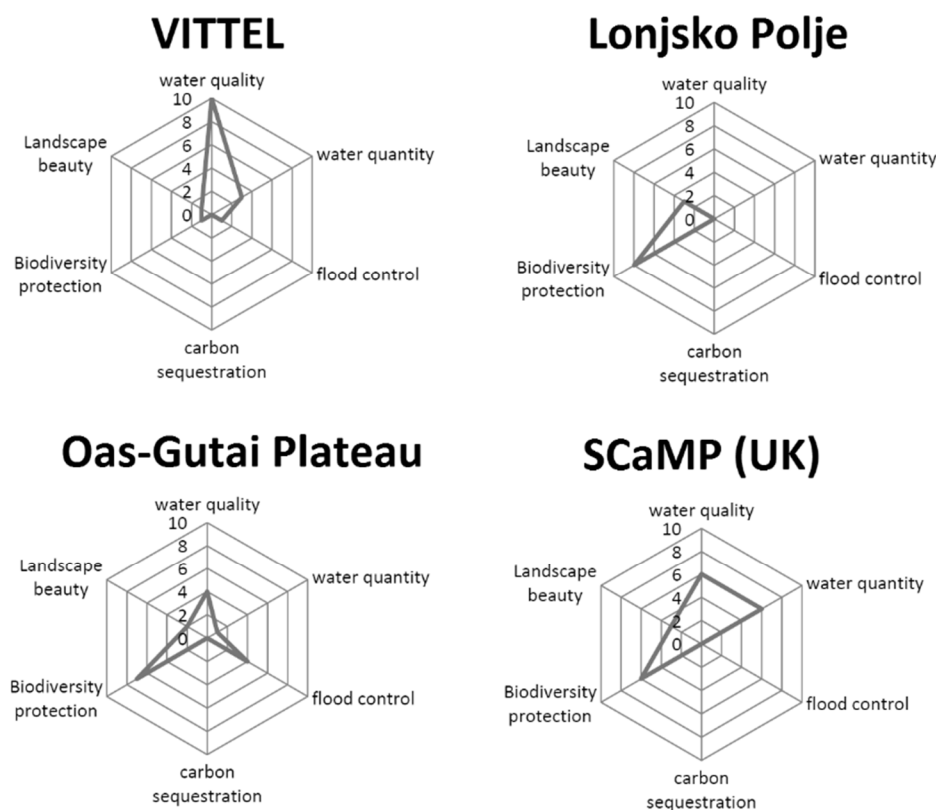 VITTEL
water quality
10
8
6
4
2
0
water quantity
flood control
carbon
sequestration
Biodiversity
protection
Landscape
beauty
Lonjsko Polje
water quality
10
8
6
4
2
0
water quantity
flood control
carbon
sequestration
Biodiversity
protection
Landscape
beauty
Oas-Gutai Plateau
water quality
10
8
6
4
2
0
water quantity
flood control
carbon
sequestration
Biodiversity
protection
Landscape
beauty
SCaMP (UK)
water quality
10
8
6
4
2
0
water quantity
flood control
carbon
sequestration
Biodiversity
protection
Landscape
beauty